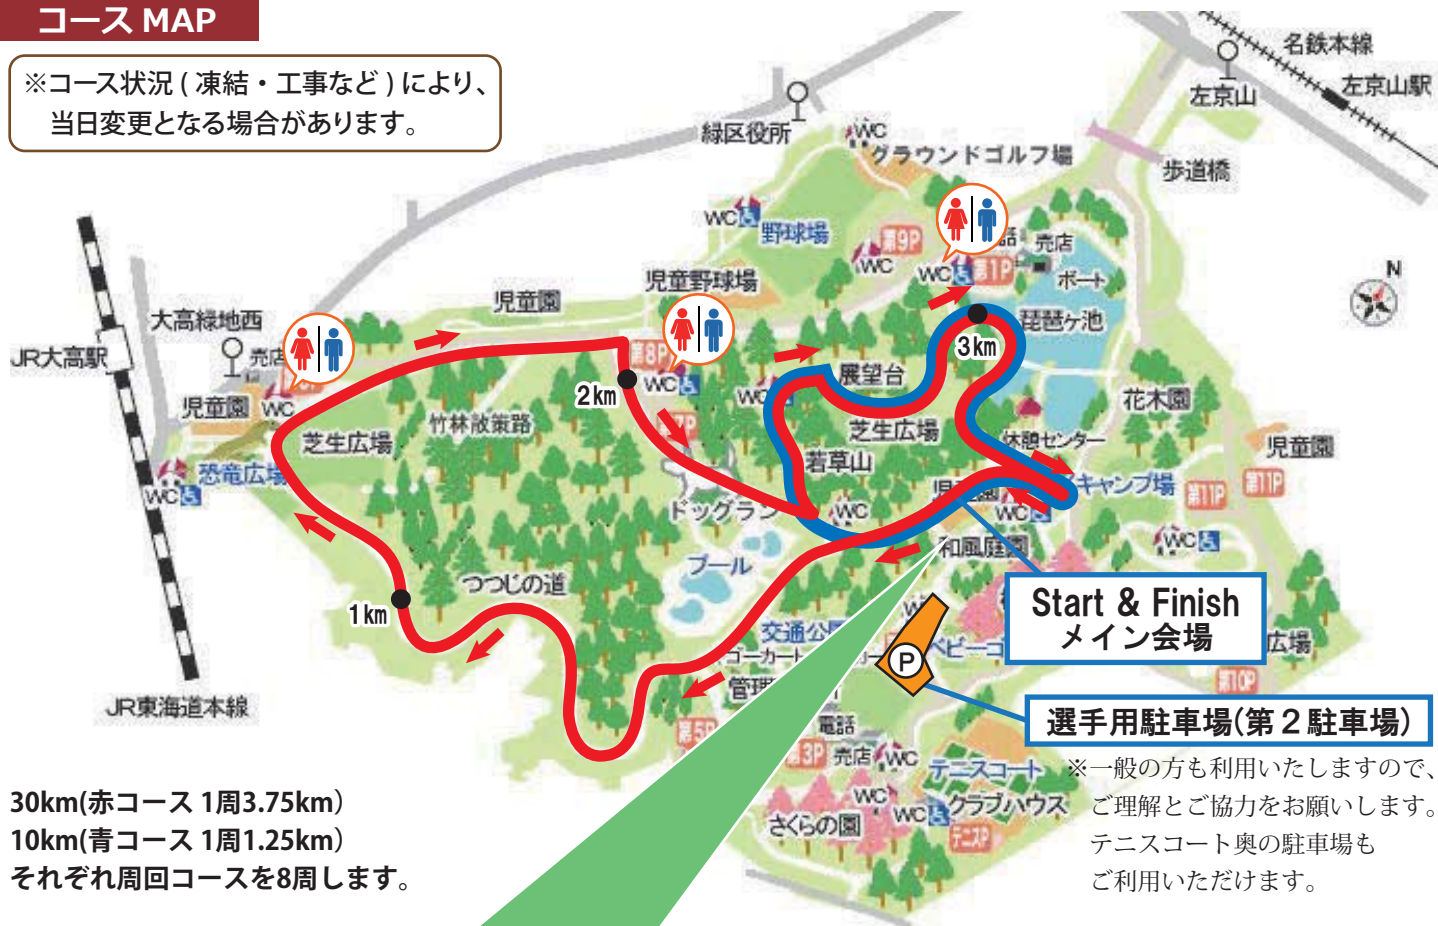 コース MAP
※コース状況 ( 凍結・工事など ) により、
当日変更となる場合があります。
名鉄本線
左京山駅
左京山
緑区役所
WC
グラウンドゴルフ場
歩道橋
WC
野球場
第9P
WC
WC
第1P
売店
ボート
N
児童野球場
児童園
大高緑地西
売店
JR大高駅
琵琶ヶ池
3km
第8P
WC
2km
WC
展望台
花木園
児童園
WC
竹林散策路
芝生広場
第7P
芝生広場
休憩センター
児童園
若草山
恐竜広場
WC
キャンプ場
第11P
第11P
児童園
WC
ドッグラン
WC
WC
和風庭園
プール
つつじの道
1km
Start & Finish
メイン会場
交通公園
ゴーカート
ベビーゴ
広場
P
管理
第10P
JR東海道本線
選手用駐車場(第２駐車場)
電話
第5P
第3P
売店
WC
テニスコート
※一般の方も利用いたしますので、
ご理解とご協力をお願いします。
テニスコート奥の駐車場も
ご利用いただけます。
WC
WC
クラブハウス
さくらの園
テニスP
30km(赤コース 1周3.75km)
10km(青コース 1周1.25km)
それぞれ周回コースを8周します。